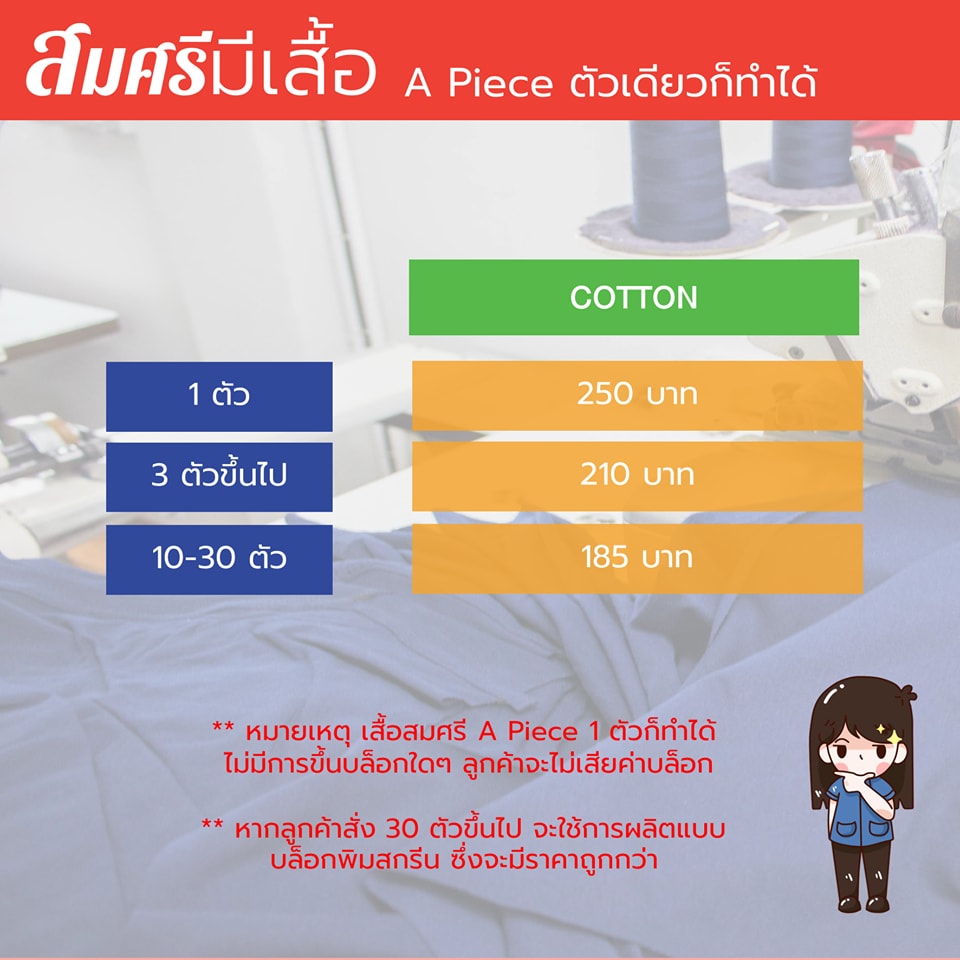 สมศรีมีเสื้อ A Piece ตัวเดียวก็ทำได้
COTTON
1 ตัว 250 บาท
3 ตัวขึ้นไป 210 บาท
10-30 ตัว 185 บาท
** หมายเหตุ เสื้อสมศรี A Piece 1 ตัวก็ทำได้
ไม่มีการขึ้นบล็อกใดๆ ลูกค้าจะไม่เสียค่าบล็อก
** หากลูกค้าสั่ง 30 ตัวขึ้นไป จะใช้การผลิตแบบ
บล็อกพิมสกรีน ซึ่งจะมีราคาถูกกว่า